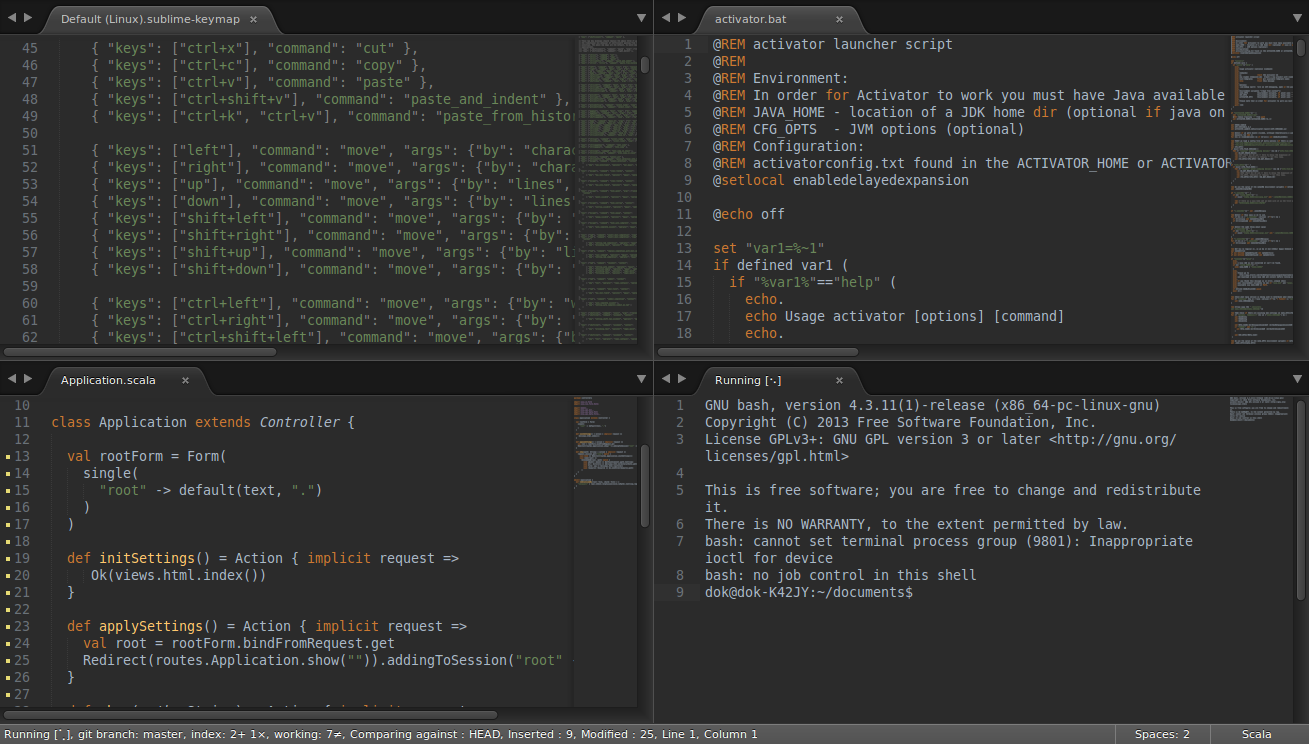 Default (Linux).sublime-keymap ×
45 { "keys": ["ctrl+x"], "command": "cut" },
46 { "keys": ["ctrl+c"], "command": "copy" },
47 { "keys": ["ctrl+v"], "command": "paste" },
48 { "keys": ["ctrl+shift+v"], "command": "paste_and_indent" },
49 { "keys": ["ctrl+k", "ctrl+v"], "command": "paste_from_histor
50
51 { "keys": ["left"], "command": "move", "args": {"by": "charac
52 { "keys": ["right"], "command": "move", "args": {"by": "chara
53 { "keys": ["up"], "command": "move", "args": {"by": "lines",
54 { "keys": ["down"], "command": "move", "args": {"by": "lines"
55 { "keys": ["shift+left"], "command": "move", "args": {"by": "
56 { "keys": ["shift+right"], "command": "move", "args": {"by":
57 { "keys": ["shift+up"], "command": "move", "args": {"by": "li
58 { "keys": ["shift+down"], "command": "move", "args": {"by":
59
60 { "keys": ["ctrl+left"], "command": "move", "args": {"by": "w
61 { "keys": ["ctrl+right"], "command": "move", "args": {"by":
62 { "keys": ["ctrl+shift+left"], "command": "move", "args": {"b
activator.bat ×
1 @REM activator launcher script
2 @REM
3 @REM Environment:
4 @REM In order for Activator to work you must have Java available
5 @REM JAVA_HOME - location of a JDK home dir (optional if java on
6 @REM CFG_OPTS  - JVM options (optional)
7 @REM Configuration:
8 @REM activatorconfig.txt found in the ACTIVATOR_HOME or ACTIVATOR
9 @setlocal enabledelayedexpansion
10
11 @echo off
12
13 set "var1=%~1"
14 if defined var1 (
15 if "%var1%"=="help" (
16 echo.
17 echo Usage activator [options] [command]
18 echo.
Application.scala ×
10
11 class Application extends Controller {
12
13 val rootForm = Form(
14 single(
15 "root" -> default(text, ".")
16 )
17 )
18
19 def initSettings() = Action { implicit request =>
20 Ok(views.html.index())
21 }
22
23 def applySettings() = Action { implicit request =>
24 val root = rootForm.bindFromRequest.get
25 Redirect(routes.Application.show("")).addingToSession("root"
26 }
27
Running [·.] ×
1 GNU bash, version 4.3.11(1)-release (x86_64-pc-linux-gnu)
2 Copyright (C) 2013 Free Software Foundation, Inc.
3 License GPLv3+: GNU GPL version 3 or later <http://gnu.org/
licenses/gpl.html>
4
5 This is free software; you are free to change and redistribute
it.
6 There is NO WARRANTY, to the extent permitted by law.
7 bash: cannot set terminal process group (9801): Inappropriate
ioctl for device
8 bash: no job control in this shell
9 dok@dok-K42JY:~/documents$
Running [˚.], git branch: master, index: 2+ 1×, working: 7≠, Comparing against : HEAD, Inserted : 9, Modified : 25, Line 1, Column 1
Spaces: 2
Scala